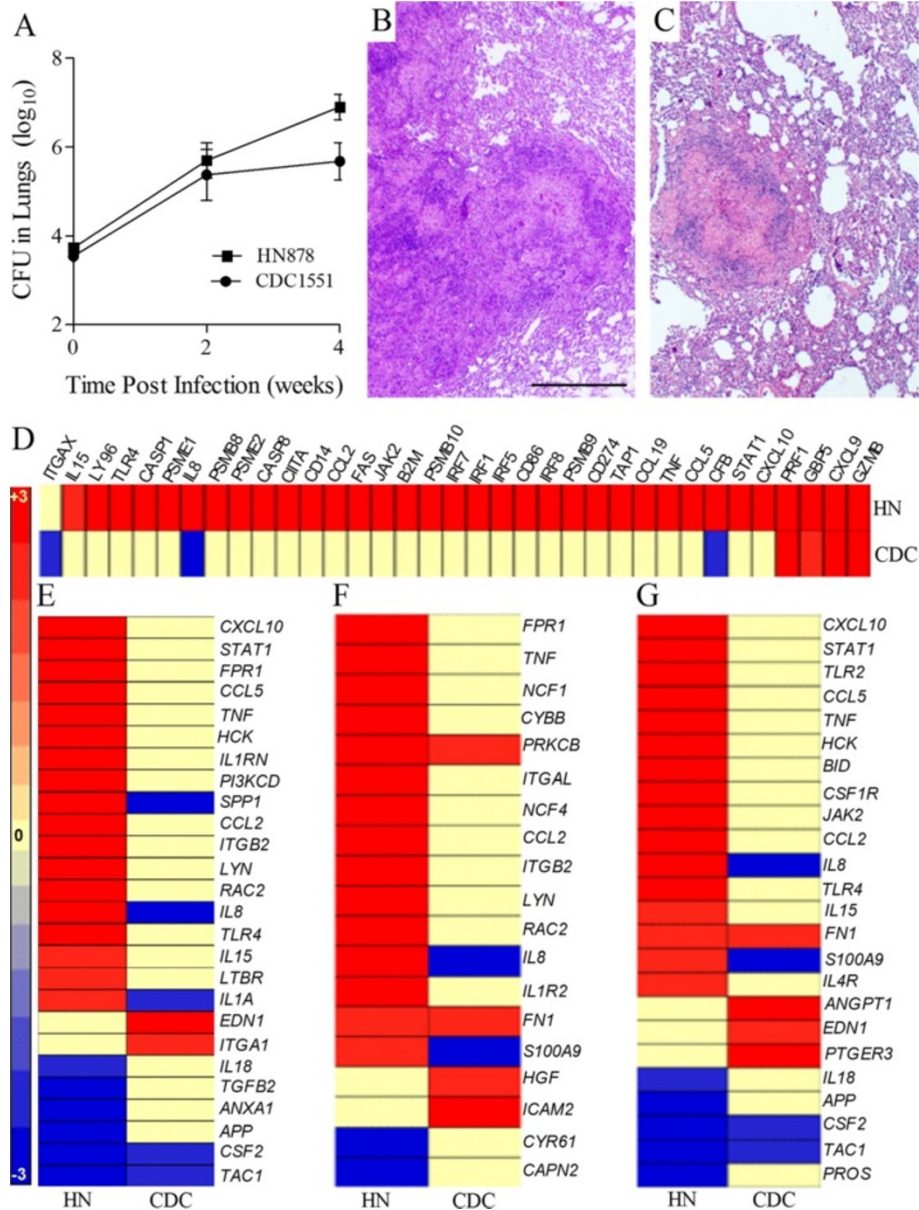 A
B
C
8
6
4
2
CFU in Lungs (log10)
HN878
CDC1551
0
2
4
Time Post Infection (weeks)
D
ITGAX
IL15
LY96
TLR4
CASP1
PSME1
IL8
PSMB8
PSME2
CASP8
CIITA
CD14
CCL2
FAS
JAK2
B2M
PSMB10
IRF7
IRF1
IRF5
CD86
IRF8
PSMB9
CD274
TAP1
CCL19
TNF
CCL5
CFB
STAT1
CXCL10
PRF1
GBP5
CXCL9
GZMB
HN
CDC
+3
0
-3
E
CXCL10
STAT1
FPR1
CCL5
TNF
HCK
IL1RN
PI3KCD
SPP1
CCL2
ITGB2
LYN
RAC2
IL8
TLR4
IL15
LTBR
IL1A
EDN1
ITGA1
IL18
TGFB2
ANXA1
APP
CSF2
TAC1
HN
CDC
F
FPR1
TNF
NCF1
CYBB
PRKCB
ITGAL
NCF4
CCL2
ITGB2
LYN
RAC2
IL8
IL1R2
FN1
S100A9
HGF
ICAM2
CYR61
CAPN2
HN
CDC
G
CXCL10
STAT1
TLR2
CCL5
TNF
HCK
BID
CSF1R
JAK2
CCL2
IL8
TLR4
IL15
FN1
S100A9
IL4R
ANGPT1
EDN1
PTGER3
IL18
APP
CSF2
TAC1
PROS
HN
CDC